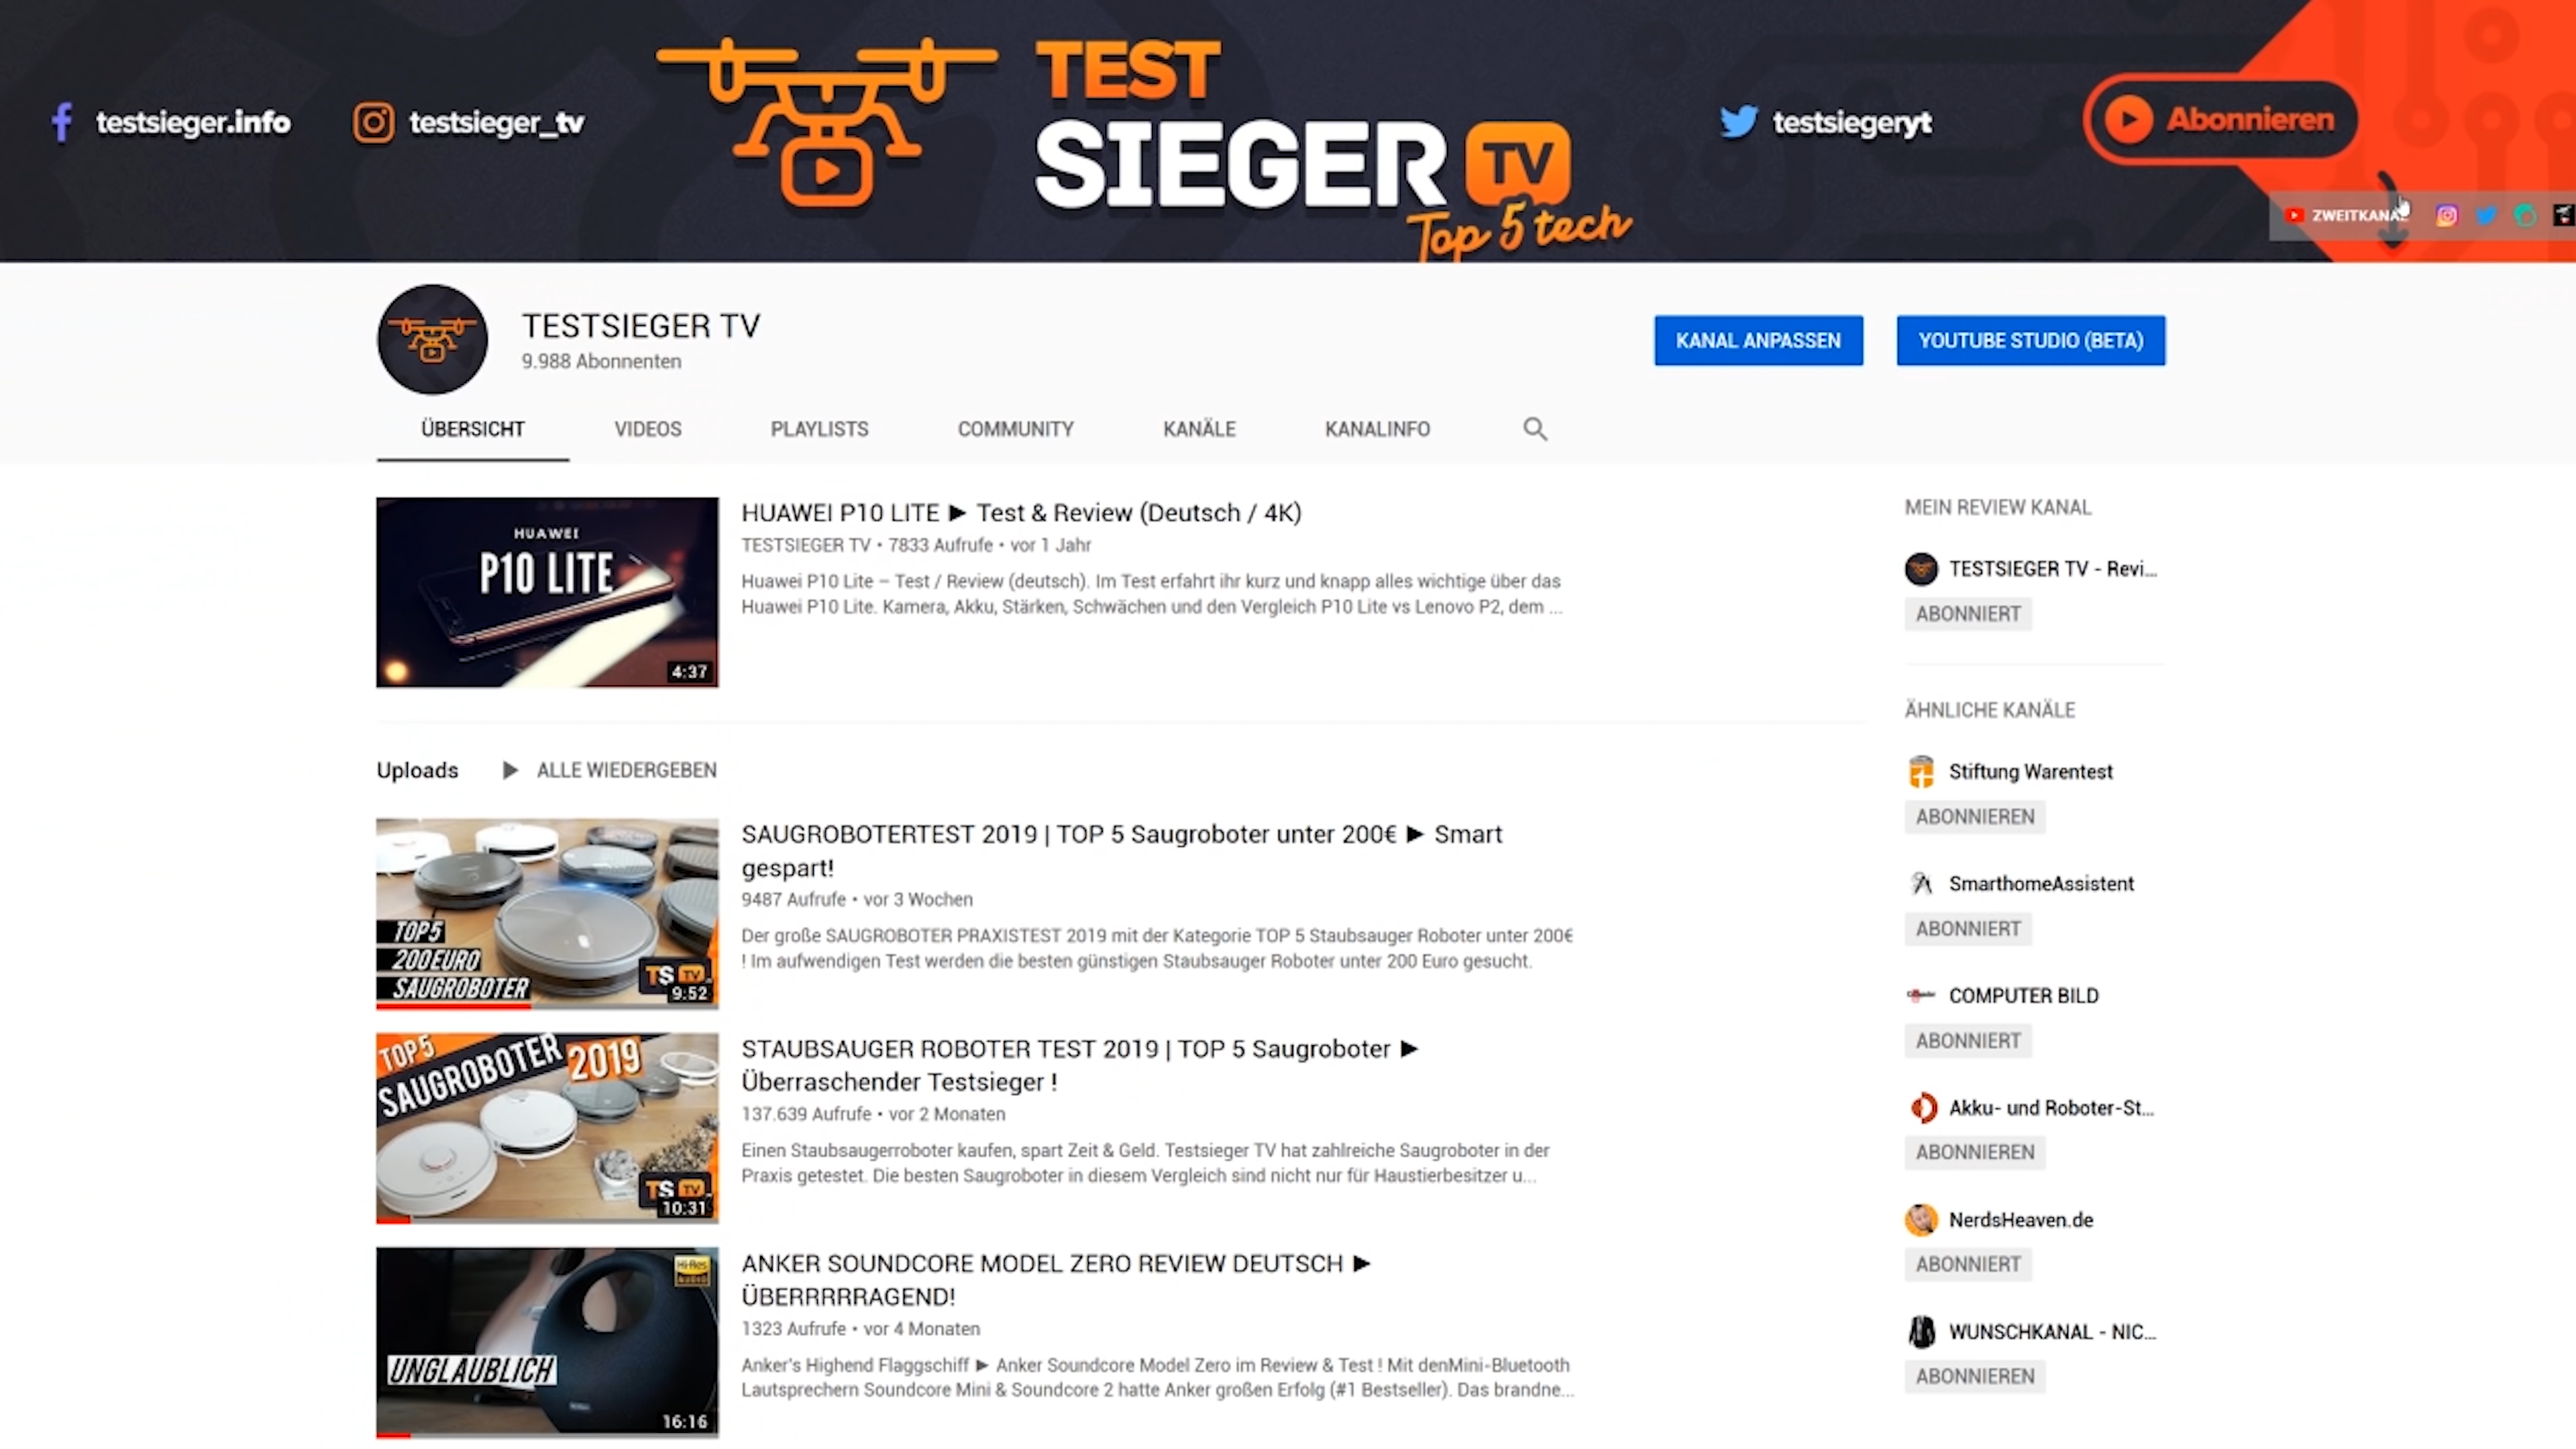 testsieger.info
testsieger_tv
TEST
SIEGER TV
Top 5 tech
testsiegeryt
Abonnieren
ZWEITKANAL
TESTSIEGER TV
9.988 Abonnenten
KANAL ANPASSEN
YOUTUBE STUDIO (BETA)
ÜBERSICHT
VIDEOS
PLAYLISTS
COMMUNITY
KANÄLE
KANALINFO
HUAWEI
P10 LITE
4:37
HUAWEI P10 LITE ► Test & Review (Deutsch / 4K)
TESTSIEGER TV • 7833 Aufrufe • vor 1 Jahr
Huawei P10 Lite – Test / Review (deutsch). Im Test erfahrt ihr kurz und knapp alles wichtige über das
Huawei P10 Lite. Kamera, Akku, Stärken, Schwächen und den Vergleich P10 Lite vs Lenovo P2, dem ...
Uploads
ALLE WIEDERGEBEN
TOP5
200EURO
SAUGROBOTER
TS TV
9:52
SAUGROBOTERTEST 2019 | TOP 5 Saugroboter unter 200€ ► Smart
gespart!
9487 Aufrufe • vor 3 Wochen
Der große SAUGROBOTER PRAXISTEST 2019 mit der Kategorie TOP 5 Staubsauger Roboter unter 200€
! Im aufwendigen Test werden die besten günstigen Staubsauger Roboter unter 200 Euro gesucht.
TOP5
SAUGROBOTER 2019
TS TV
10:31
STAUBSAUGER ROBOTER TEST 2019 | TOP 5 Saugroboter ►
Überraschender Testsieger !
137.639 Aufrufe • vor 2 Monaten
Einen Staubsaugerroboter kaufen, spart Zeit & Geld. Testsieger TV hat zahlreiche Saugroboter in der
Praxis getestet. Die besten Saugroboter in diesem Vergleich sind nicht nur für Haustierbesitzer u...
Hi-Res
AUDIO
UNGLAUBLICH
16:16
ANKER SOUNDCORE MODEL ZERO REVIEW DEUTSCH ►
ÜBERRRRRAGEND!
1323 Aufrufe • vor 4 Monaten
Anker's Highend Flaggschiff ► Anker Soundcore Model Zero im Review & Test ! Mit denMini-Bluetooth
Lautsprechern Soundcore Mini & Soundcore 2 hatte Anker großen Erfolg (#1 Bestseller). Das brandne...
MEIN REVIEW KANAL
TESTSIEGER TV - Revi...
ABONNIERT
ÄHNLICHE KANÄLE
Stiftung Warentest
ABONNIEREN
SmarthomeAssistent
ABONNIERT
COMPUTER BILD
ABONNIERT
Akku- und Roboter-St...
ABONNIEREN
NerdsHeaven.de
ABONNIERT
WUNSCHKANAL - NIC...
ABONNIEREN